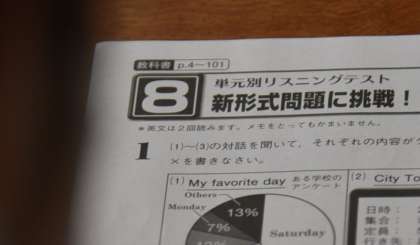 教科書 p.4~101
8 単元別リスニングテスト
新形式問題に挑戦!
*英文は2回読みます。メモをとってもかまいません。
1 (1)~(3)の対話を聞いて、それぞれの内容が
×を書きなさい。
(1) My favorite day ある学校の
アンケート
(2) City To
Others
Monday
13%
7%
Saturday
日時:
集合:
定員:
行き先